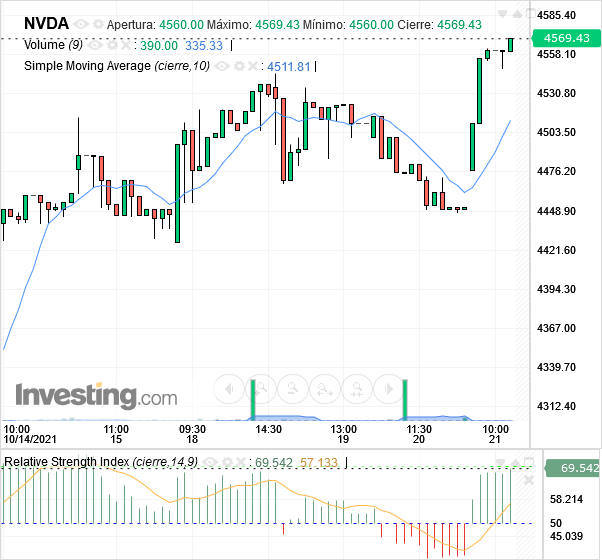 NVDA Apertura: 4560.00 Máximo: 4569.43 Mínimo: 4560.00 Cierre: 4569.43
Volume (9) : 390.00 335.33
Simple Moving Average (cierre,10) : 4511.81
4585.40
4569.43
4558.10
4530.80
4503.50
4476.20
4448.90
4421.60
4394.30
4367.00
4339.70
4312.40
Investing.com
10:00 11:00 09:30 14:30 13:00 11:30 10:00
10/14/2021 15 18 19 20 21
Relative Strength Index (cierre,14,9) : 69.542 57.133
69.542
58.214
50 50
45.039